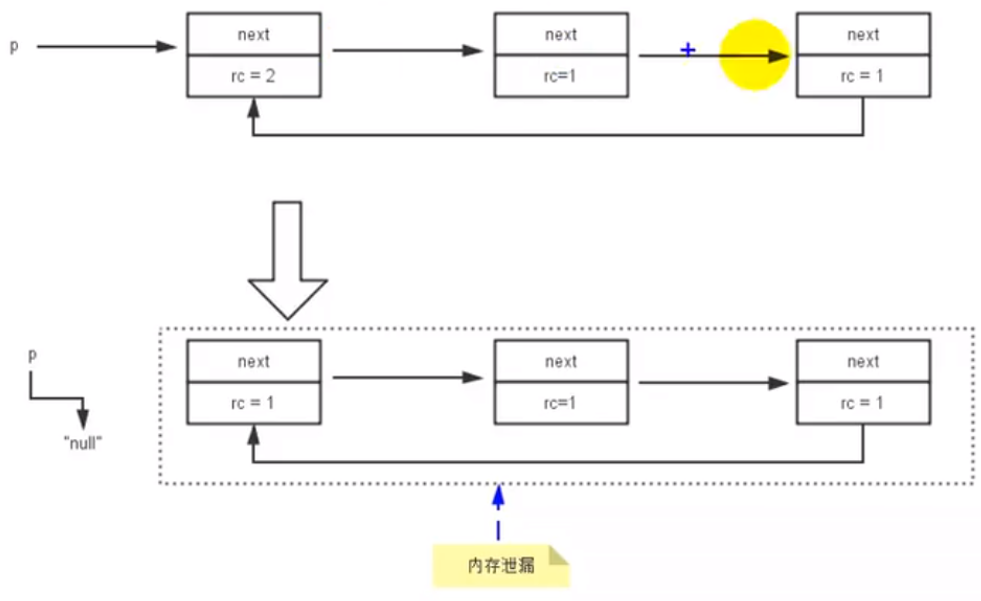 p
next
next
next
rc = 2
rc=1
rc = 1
p
next
next
next
rc = 1
rc=1
rc = 1
"null"
内存泄漏